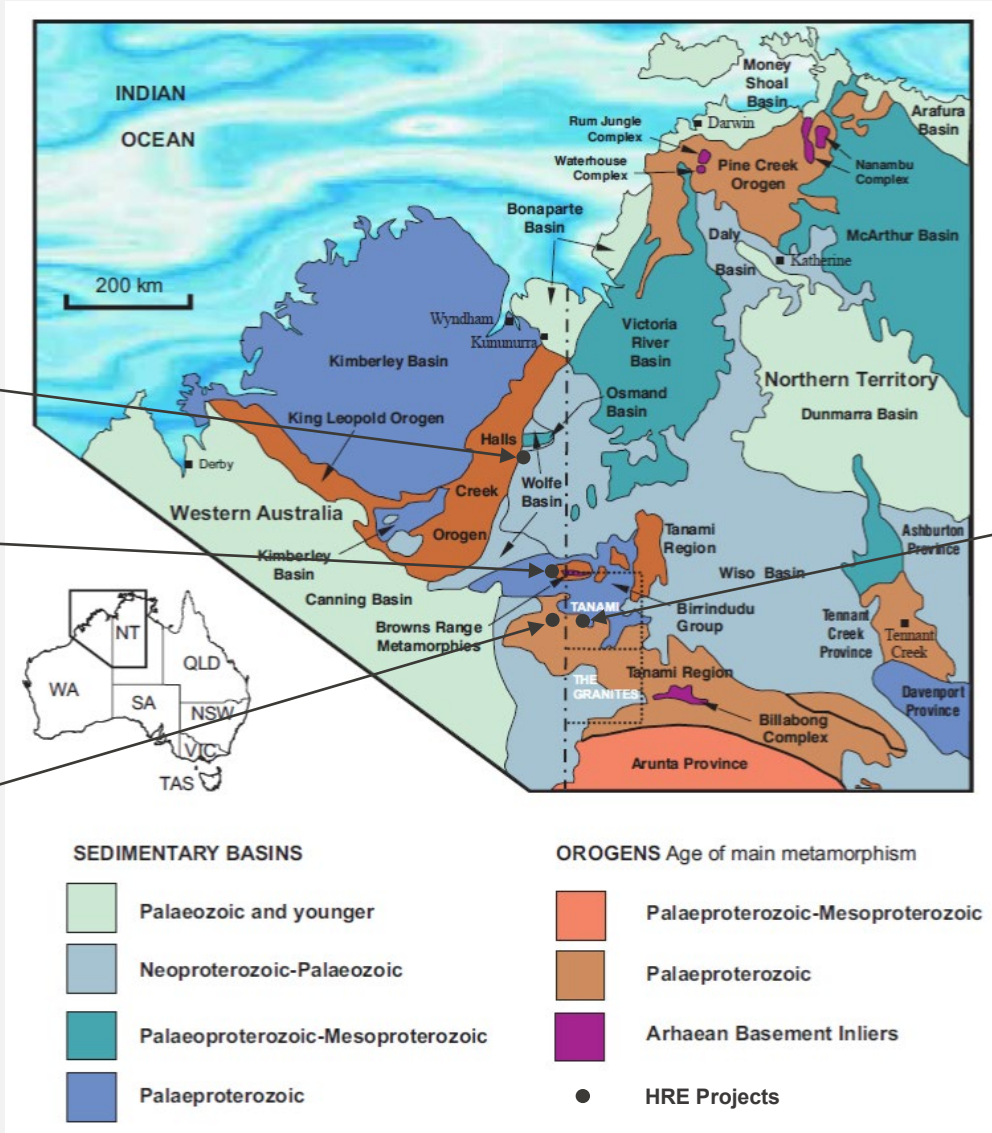 INDIAN
OCEAN
Money
Shoal
Basin
Arafura
Basin
Rum Jungle
Complex
Darwin
Waterhouse
Complex
Pine Creek
Orogen
Nanambu
Complex
Bonaparte
Basin
Daly
Basin
McArthur Basin
Katherine
200 km
Wyndham
Kununurra
Victoria
River
Basin
Kimberley Basin
Northern Territory
Dunmarra Basin
Osmand
Basin
King Leopold Orogen
Halls
Creek
Orogen
Derby
Wolfe
Basin
Western Australia
Tanami
Region
Ashburton
Province
Kimberley
Basin
Wiso Basin
Canning Basin
TANAMI
Birrindudu
Group
Browns Range
Metamorphies
Tennant
Creek
Province
Tennant
Creek
Tanami Region
THE
GRANITES
Davenport
Province
Billabong
Complex
Arunta Province
NT
QLD
WA
SA
NSW
VIC
TAS
SEDIMENTARY BASINS
Palaeozoic and younger
Neoproterozoic-Palaeozoic
Palaeoproterozoic-Mesoproterozoic
Palaeproterozoic
OROGENS Age of main metamorphism
Palaeproterozoic-Mesoproterozoic
Palaeproterozoic
Arhaean Basement Inliers
HRE Projects